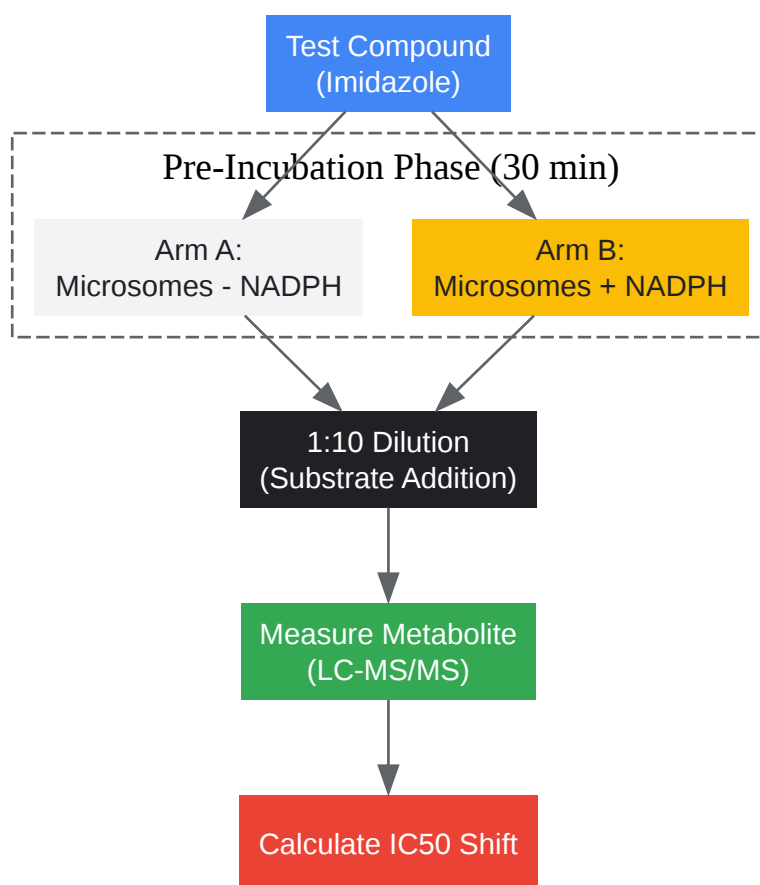 Test Compound
(Imidazole)
Pre-Incubation Phase (30 min)
Arm A:
Microsomes - NADPH
Arm B:
Microsomes + NADPH
1:10 Dilution
(Substrate Addition)
Measure Metabolite
(LC-MS/MS)
Calculate IC50 Shift